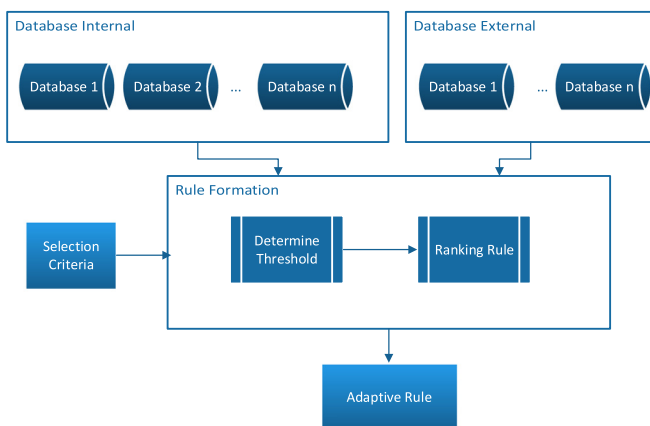 Database Internal
Database External
Database 1
Database 2
...
Database n
Database 1
...
Database n
Rule Formation
Selection
Criteria
Determine
Threshold
Ranking Rule
Adaptive Rule